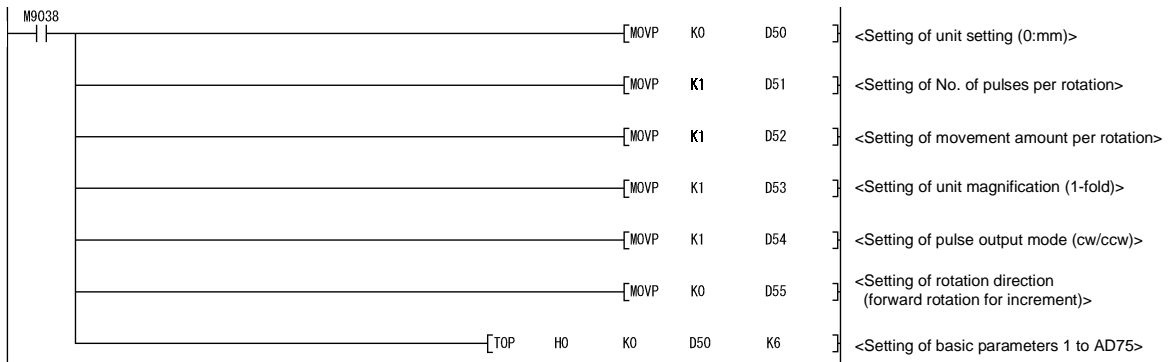 M9038
MOVP K0 D50 <Setting of unit setting (0:mm)>
MOVP K1 D51 <Setting of No. of pulses per rotation>
MOVP K1 D52 <Setting of movement amount per rotation>
MOVP K1 D53 <Setting of unit magnification (1-fold)>
MOVP K1 D54 <Setting of pulse output mode (cw/ccw)>
MOVP K0 D55 <Setting of rotation direction
(forward rotation for increment)>
TOP H0 K0 D50 K6 <Setting of basic parameters 1 to AD75>